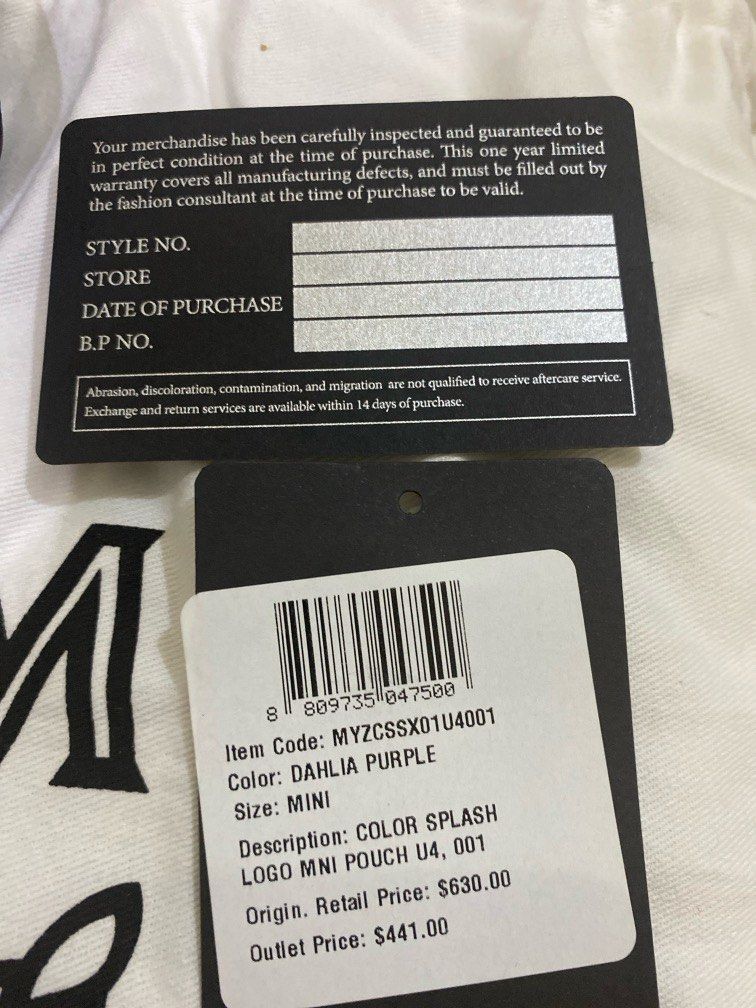 Your merchandise has been carefully inspected and guaranteed to be
in perfect condition at the time of purchase. This one year limited
warranty covers all manufacturing defects, and must be filled out by
the fashion consultant at the time of purchase to be valid.
STYLE NO.
STORE
DATE OF PURCHASE
B.P NO.
Abrasion, discoloration, contamination, and migration are not qualified to receive aftercare service.
Exchange and return services are available within 14 days of purchase.
8 809735 047500
Item Code: MYZCSSX01U4001
Color: DAHLIA PURPLE
Size: MINI
Description: COLOR SPLASH
LOGO MNI POUCH U4, 001
Origin. Retail Price: $630.00
Outlet Price: $441.00